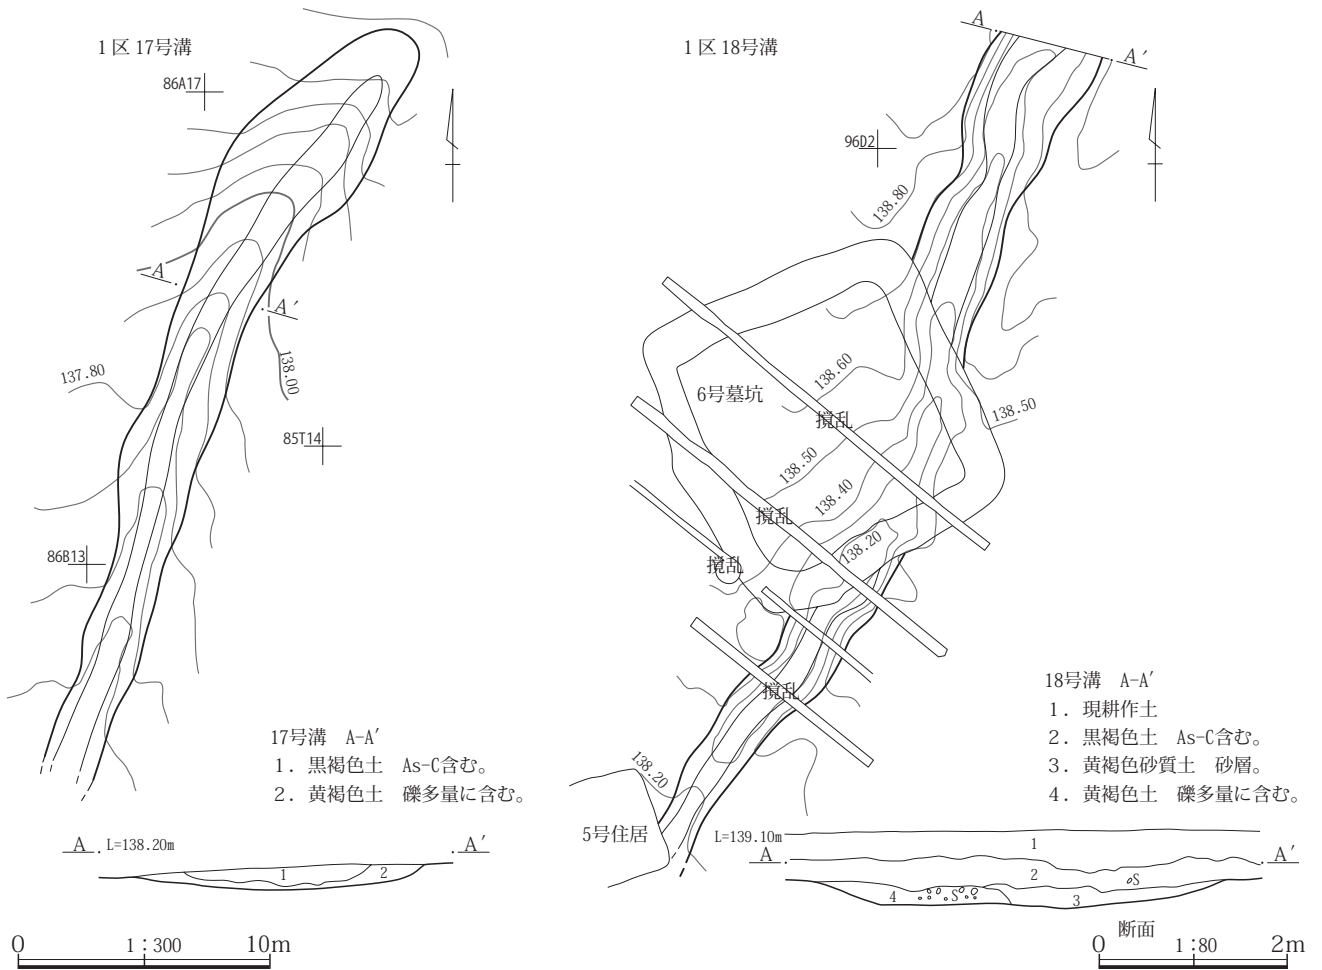 1区 17号溝
86A17
A
A′
137.80
138.00
85T14
86B13
17号溝　A-A′
1．黒褐色土　As-C含む。
2．黄褐色土　礫多量に含む。
A
L=138.20m
A′
1
2
0
1：300
10m
1区 18号溝
A
A′
96D2
138.80
138.60
6号墓坑
撹乱
138.50
138.50
138.40
撹乱
138.20
撹乱
撹乱
138.20
5号住居
18号溝　A-A′
1．現耕作土
2．黒褐色土　As-C含む。
3．黄褐色砂質土　砂層。
4．黄褐色土　礫多量に含む。
L=139.10m
A
A′
1
2
S
4
S
3
断面
0
1：80
2m